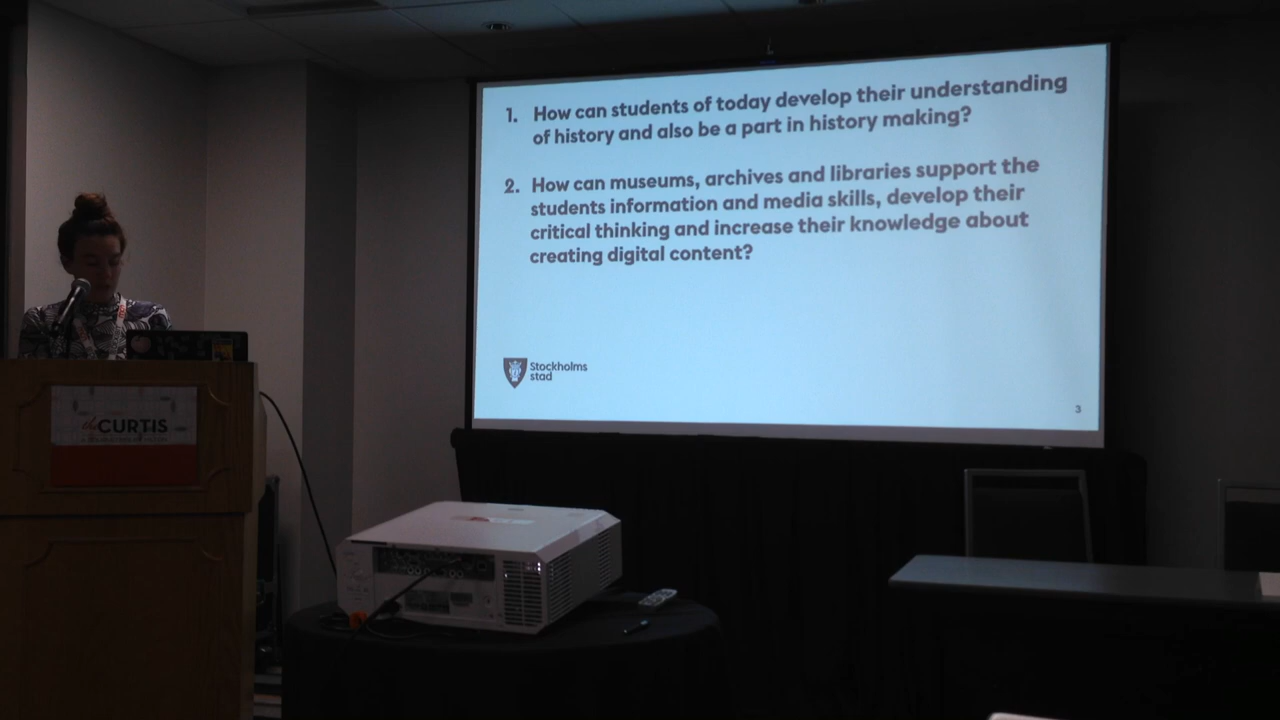 1. How can students of today develop their understanding
of history and also be a part in history making?
2. How can museums, archives and libraries support the
students information and media skills, develop their
critical thinking and increase their knowledge about
creating digital content?
Stockholms
stad
3
the CURTIS